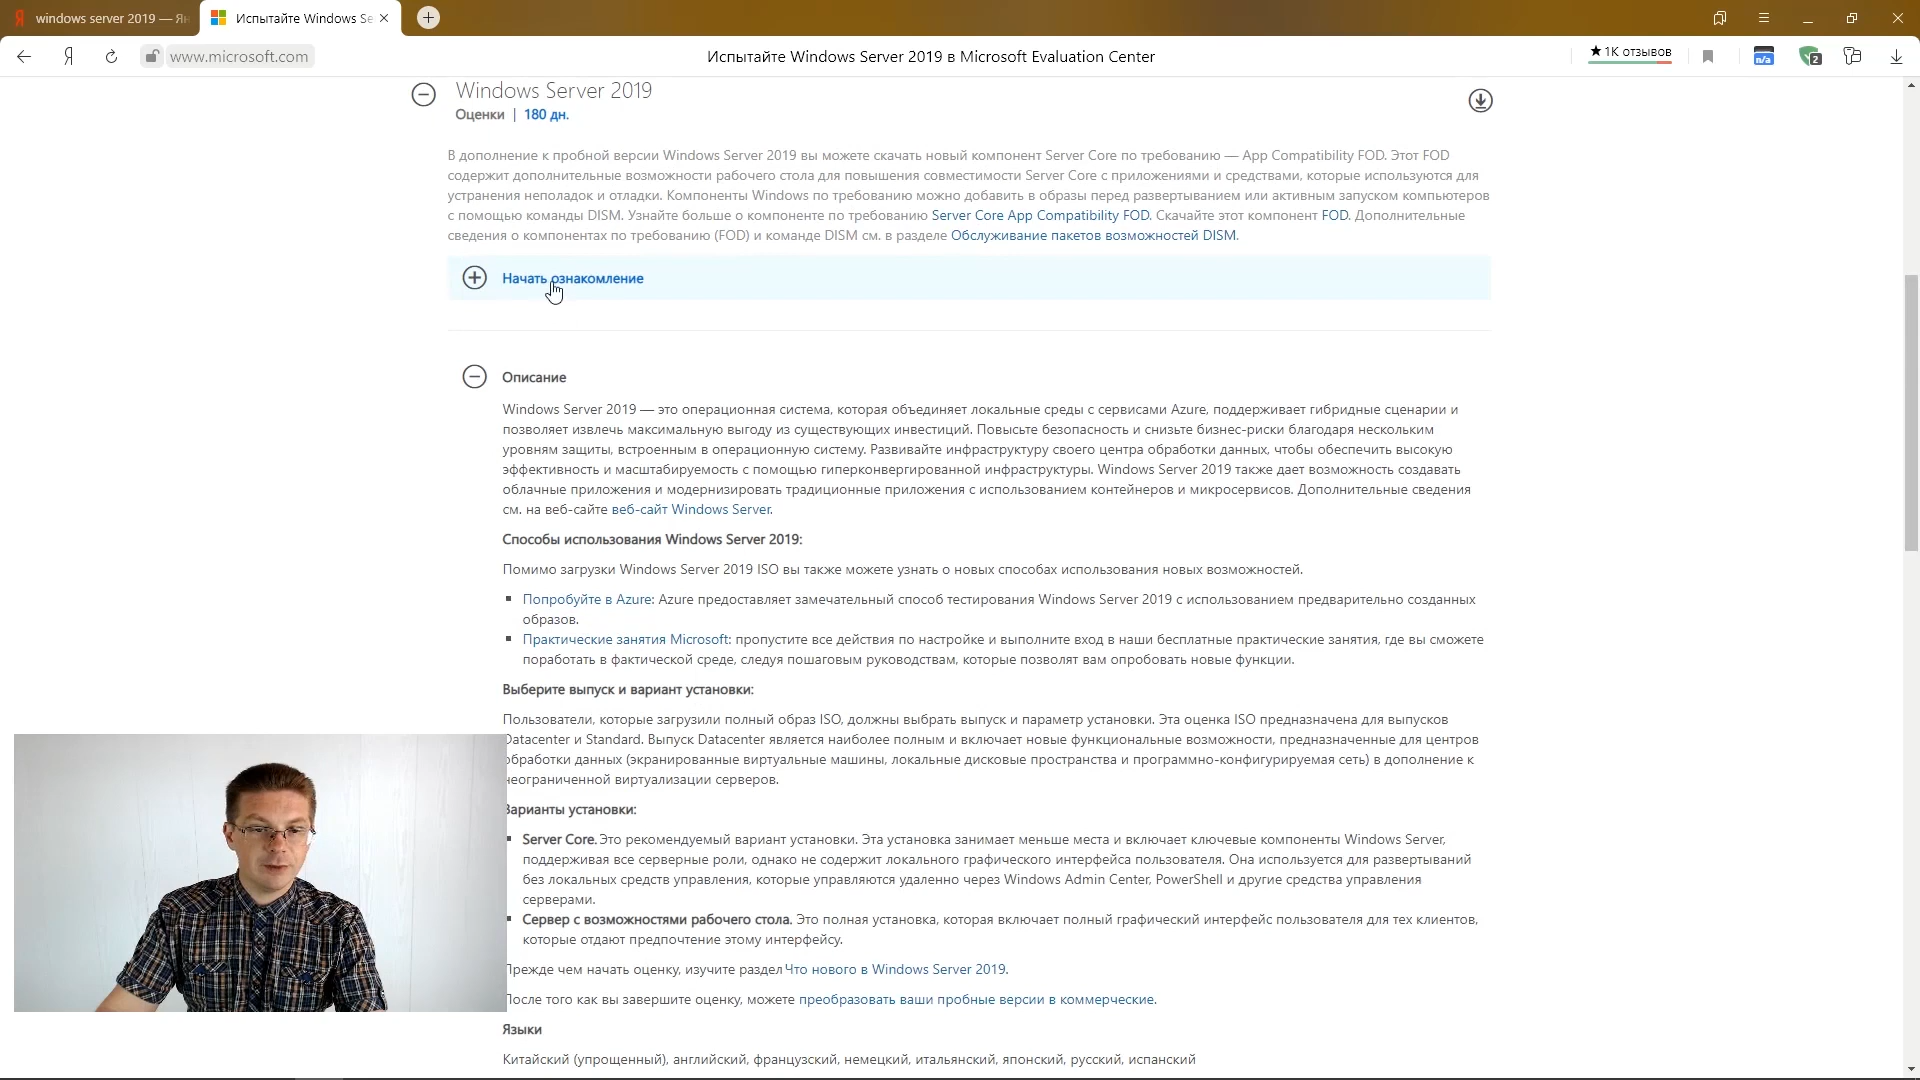 windows server 2019 — Ян
Испытайте Windows Se
www.microsoft.com
Испытайте Windows Server 2019 в Microsoft Evaluation Center
★1К отзывов
n/a
2
Windows Server 2019
Оценки | 180 дн.
В дополнение к пробной версии Windows Server 2019 вы можете скачать новый компонент Server Core по требованию — App Compatibility FOD. Этот FOD
содержит дополнительные возможности рабочего стола для повышения совместимости Server Core с приложениями и средствами, которые используются для
устранения неполадок и отладки. Компоненты Windows по требованию можно добавить в образы перед развертыванием или активным запуском компьютеров
с помощью команды DISM. Узнайте больше о компоненте по требованию Server Core App Compatibility FOD. Скачайте этот компонент FOD. Дополнительные
сведения о компонентах по требованию (FOD) и команде DISM см. в разделе Обслуживание пакетов возможностей DISM.
Начать ознакомление
Описание
Windows Server 2019 — это операционная система, которая объединяет локальные среды с сервисами Azure, поддерживает гибридные сценарии и
позволяет извлечь максимальную выгоду из существующих инвестиций. Повысьте безопасность и снизьте бизнес-риски благодаря нескольким
уровням защиты, встроенным в операционную систему. Развивайте инфраструктуру своего центра обработки данных, чтобы обеспечить высокую
эффективность и масштабируемость с помощью гиперконвергированной инфраструктуры. Windows Server 2019 также дает возможность создавать
облачные приложения и модернизировать традиционные приложения с использованием контейнеров и микросервисов. Дополнительные сведения
см. на веб-сайте веб-сайт Windows Server.
Способы использования Windows Server 2019:
Помимо загрузки Windows Server 2019 ISO вы также можете узнать о новых способах использования новых возможностей.
Попробуйте в Azure: Azure предоставляет замечательный способ тестирования Windows Server 2019 с использованием предварительно созданных
образов.
Практические занятия Microsoft: пропустите все действия по настройке и выполните вход в наши бесплатные практические занятия, где вы сможете
поработать в фактической среде, следуя пошаговым руководствам, которые позволят вам опробовать новые функции.
Выберите выпуск и вариант установки:
Пользователи, которые загрузили полный образ ISO, должны выбрать выпуск и параметр установки. Эта оценка ISO предназначена для выпусков
Datacenter и Standard. Выпуск Datacenter является наиболее полным и включает новые функциональные возможности, предназначенные для центров
обработки данных (экранированные виртуальные машины, локальные дисковые пространства и программно-конфигурируемая сеть) в дополнение к
неограниченной виртуализации серверов.
Варианты установки:
Server Core. Это рекомендуемый вариант установки. Эта установка занимает меньше места и включает ключевые компоненты Windows Server,
поддерживая все серверные роли, однако не содержит локального графического интерфейса пользователя. Она используется для развертываний
без локальных средств управления, которые управляются удаленно через Windows Admin Center, PowerShell и другие средства управления
серверами.
Сервер с возможностями рабочего стола. Это полная установка, которая включает полный графический интерфейс пользователя для тех клиентов,
которые отдают предпочтение этому интерфейсу.
Прежде чем начать оценку, изучите раздел Что нового в Windows Server 2019.
После того как вы завершите оценку, можете преобразовать ваши пробные версии в коммерческие.
Языки
Китайский (упрощенный), английский, французский, немецкий, итальянский, японский, русский, испанский